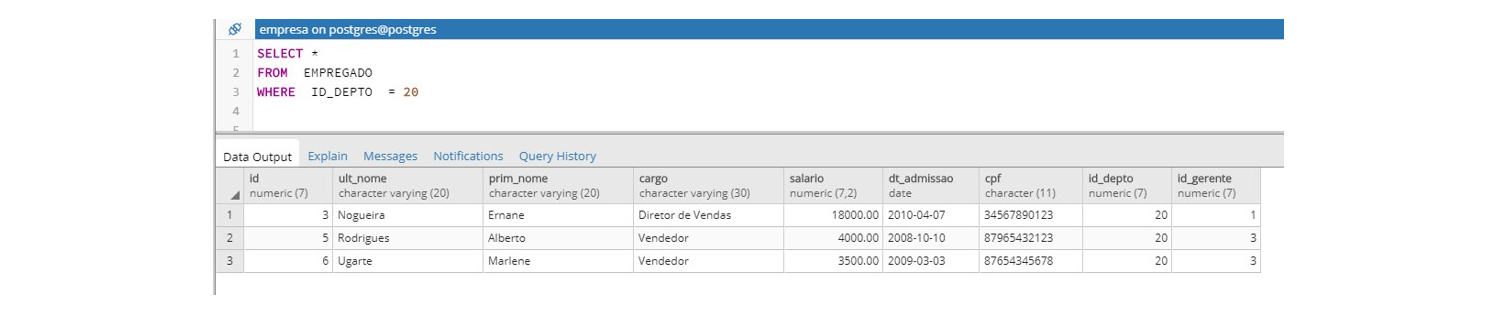 empresa on postgres@postgres
1 SELECT *
2 FROM EMPREGADO
3 WHERE ID_DEPTO = 20
4
5
Data Output Explain Messages Notifications Query History
id ult_nome prim_nome cargo salario dt_admissao cpf id_depto id_gerente
numeric (7) character varying (20) character varying (20) character varying (30) numeric (7,2) date character (11) numeric (7) numeric (7)
1 3 Nogueira Ernane Diretor de Vendas 18000.00 2010-04-07 34567890123 20 1
2 5 Rodrigues Alberto Vendedor 4000.00 2008-10-10 87965432123 20 3
3 6 Ugarte Marlene Vendedor 3500.00 2009-03-03 87654345678 20 3